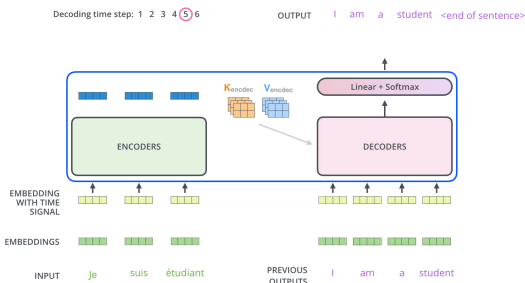 Decoding time step: 1 2 3 4 5 6
OUTPUT I am a student <end of sentence>
Kencdec Vencdec
Linear + Softmax
ENCODERS
DECODERS
EMBEDDING
WITH TIME
SIGNAL
EMBEDDINGS
INPUT Je suis étudiant
PREVIOUS
OUTPUTS
I am a student